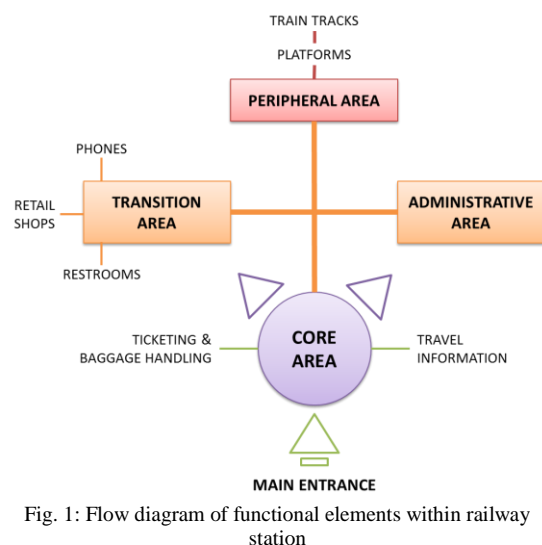 TRAIN TRACKS
PLATFORMS
PERIPHERAL AREA
PHONES
RETAIL
SHOPS
TRANSITION
AREA
RESTROOMS
ADMINISTRATIVE
AREA
TICKETING &
BAGGAGE HANDLING
CORE
AREA
TRAVEL
INFORMATION
MAIN ENTRANCE
Fig. 1: Flow diagram of functional elements within railway
station